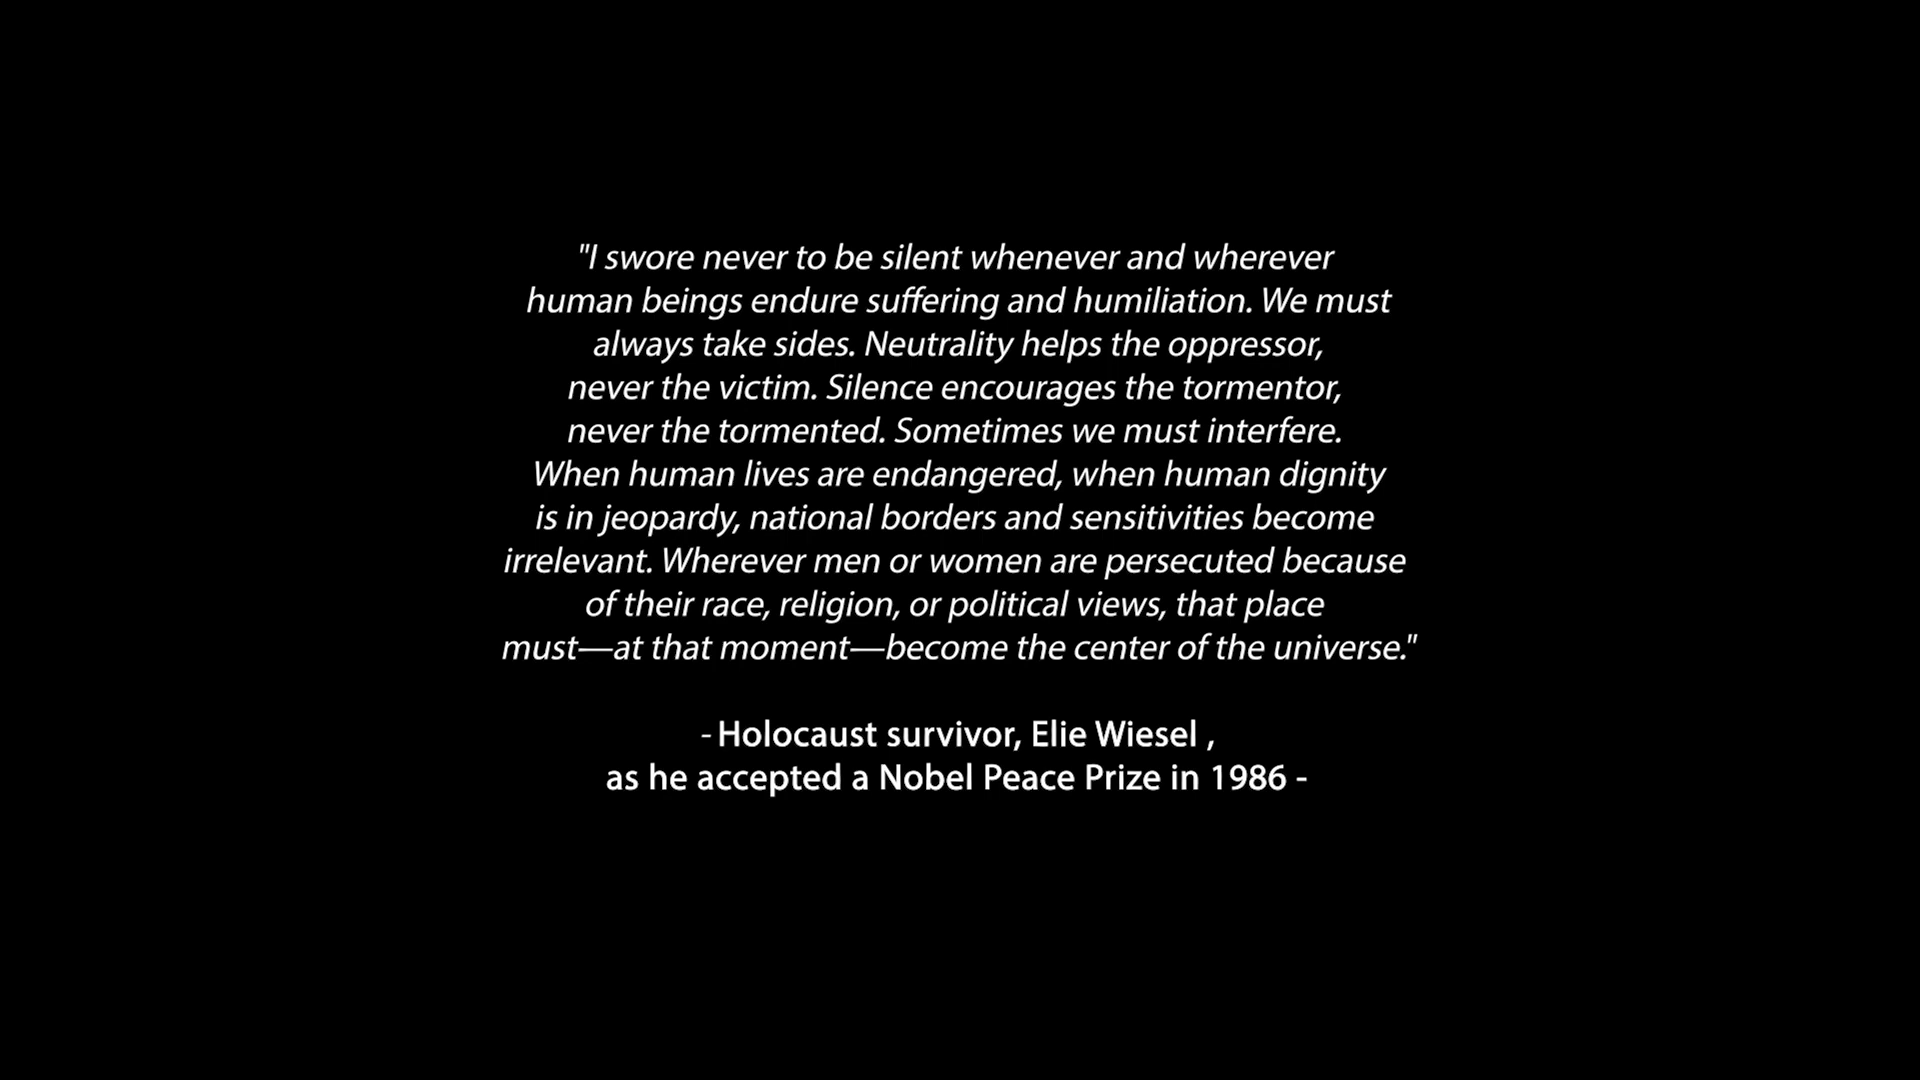 "I swore never to be silent whenever and wherever
human beings endure suffering and humiliation. We must
always take sides. Neutrality helps the oppressor,
never the victim. Silence encourages the tormentor,
never the tormented. Sometimes we must interfere.
When human lives are endangered, when human dignity
is in jeopardy, national borders and sensitivities become
irrelevant. Wherever men or women are persecuted because
of their race, religion, or political views, that place
must—at that moment—become the center of the universe."
- Holocaust survivor, Elie Wiesel ,
as he accepted a Nobel Peace Prize in 1986 -